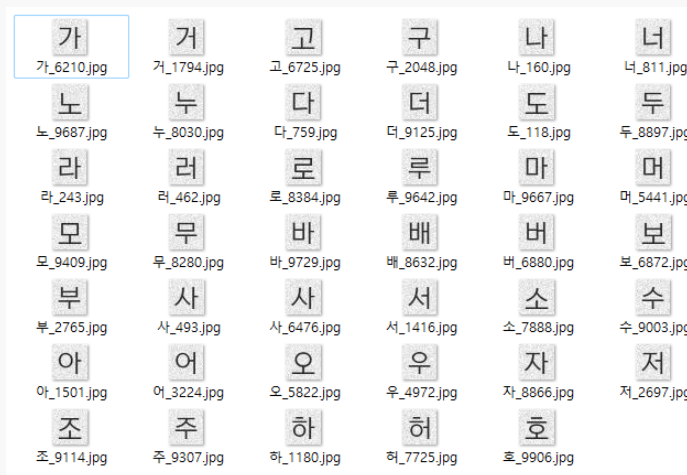 가 거 고 구 나 너
가_6210.jpg 거_1794.jpg 고_6725.jpg 구_2048.jpg 나_160.jpg 너_811.jpg
노 누 다 더 도 두
노_9687.jpg 누_8030.jpg 다_759.jpg 더_9125.jpg 도_118.jpg 두_8897.jpg
라 러 로 루 마 머
라_243.jpg 러_462.jpg 로_8384.jpg 루_9642.jpg 마_9667.jpg 머_5441.jpg
모 무 바 배 버 보
모_9409.jpg 무_8280.jpg 바_9729.jpg 배_8632.jpg 버_6880.jpg 보_6872.jpg
부 사 사 서 소 수
부_2765.jpg 사_493.jpg 사_6476.jpg 서_1416.jpg 소_7888.jpg 수_9003.jpg
아 어 오 우 자 저
아_1501.jpg 어_3224.jpg 오_5822.jpg 우_4972.jpg 자_8866.jpg 저_2697.jpg
조 주 하 허 호
조_9114.jpg 주_9307.jpg 하_1180.jpg 허_7725.jpg 호_9906.jpg